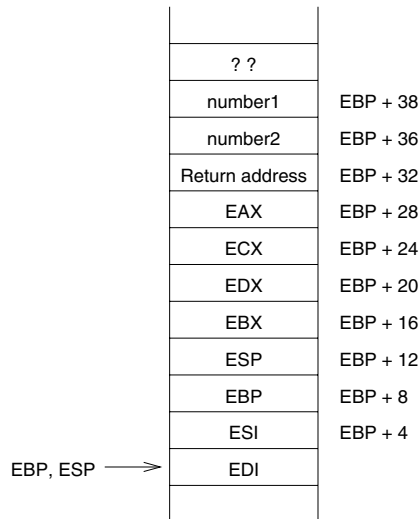 ? ?
number1 EBP + 38
number2 EBP + 36
Return address EBP + 32
EAX EBP + 28
ECX EBP + 24
EDX EBP + 20
EBX EBP + 16
ESP EBP + 12
EBP EBP + 8
ESI EBP + 4
EBP, ESP EDI